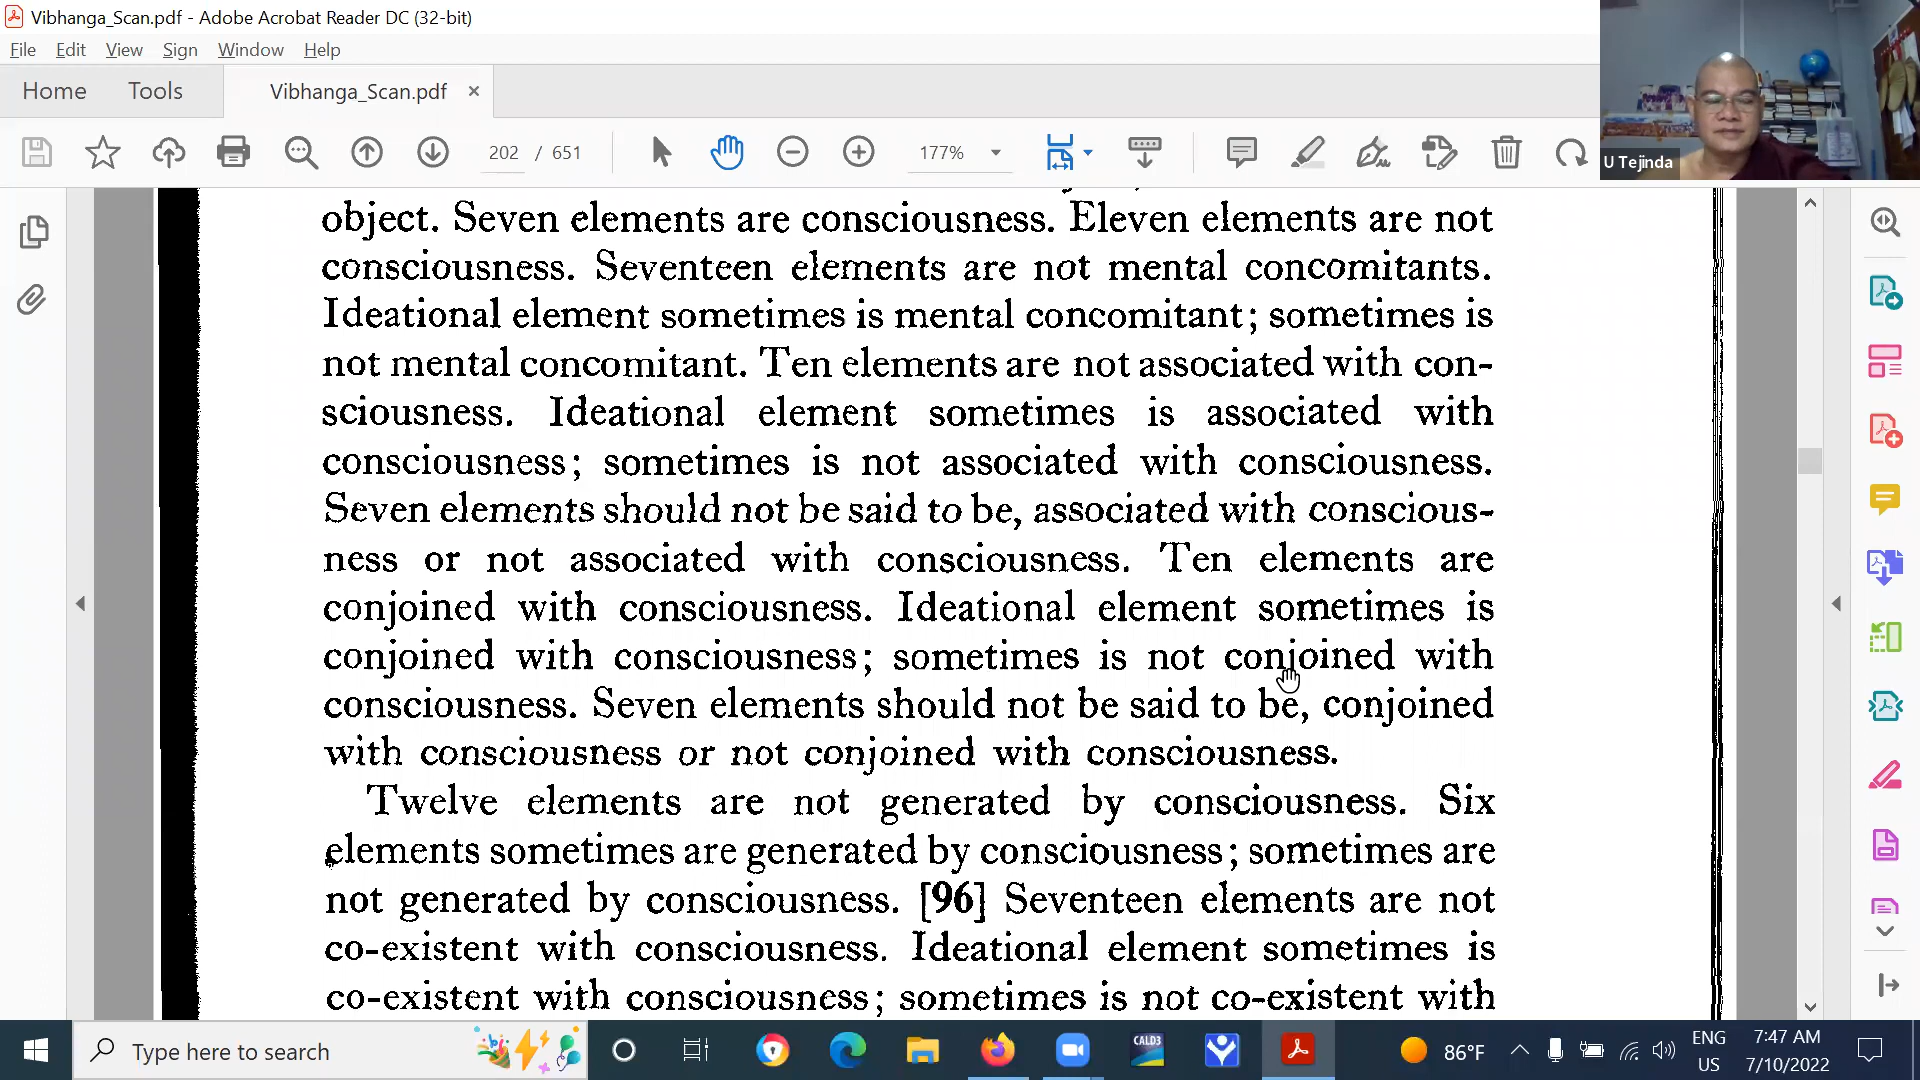 Vibhanga_Scan.pdf - Adobe Acrobat Reader DC (32-bit)
File Edit View Sign Window Help
Home Tools Vibhanga_Scan.pdf ×
202 / 651 177%
U Tejinda
object. Seven elements are consciousness. Eleven elements are not
consciousness. Seventeen elements are not mental concomitants.
Ideational element sometimes is mental concomitant; sometimes is
not mental concomitant. Ten elements are not associated with con-
sciousness. Ideational element sometimes is associated with
consciousness; sometimes is not associated with consciousness.
Seven elements should not be said to be, associated with conscious-
ness or not associated with consciousness. Ten elements are
conjoined with consciousness. Ideational element sometimes is
conjoined with consciousness; sometimes is not conjoined with
consciousness. Seven elements should not be said to be, conjoined
with consciousness or not conjoined with consciousness.
Twelve elements are not generated by consciousness. Six
elements sometimes are generated by consciousness; sometimes are
not generated by consciousness. [96] Seventeen elements are not
co-existent with consciousness. Ideational element sometimes is
co-existent with consciousness; sometimes is not co-existent with
Type here to search
CALD3
86°F
ENG
US
7:47 AM
7/10/2022